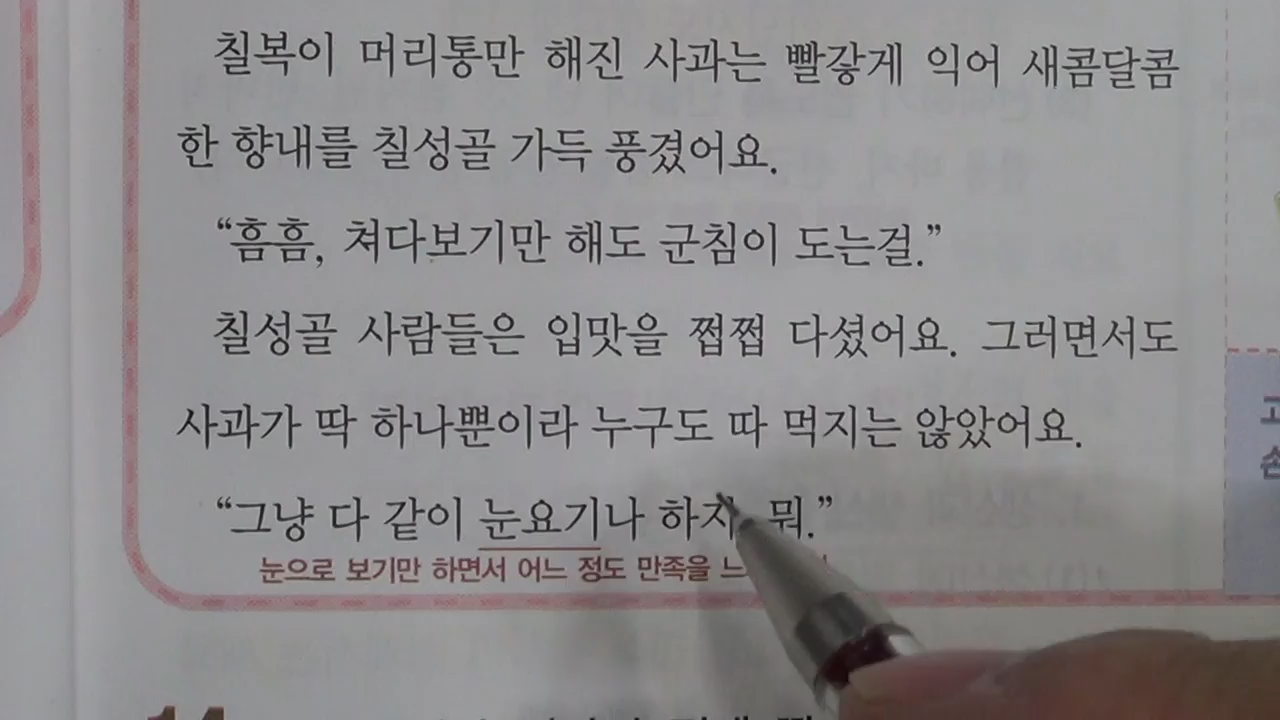 칠복이 머리통만 해진 사과는 빨갛게 익어 새콤달콤
한 향내를 칠성골 가득 풍겼어요.
“흠흠, 쳐다보기만 해도 군침이 도는걸.”
칠성골 사람들은 입맛을 쩝쩝 다셨어요. 그러면서도
사과가 딱 하나뿐이라 누구도 따 먹지는 않았어요.
“그냥 다 같이 눈요기나 하자, 뭐.”
눈으로 보기만 하면서 어느 정도 만족을